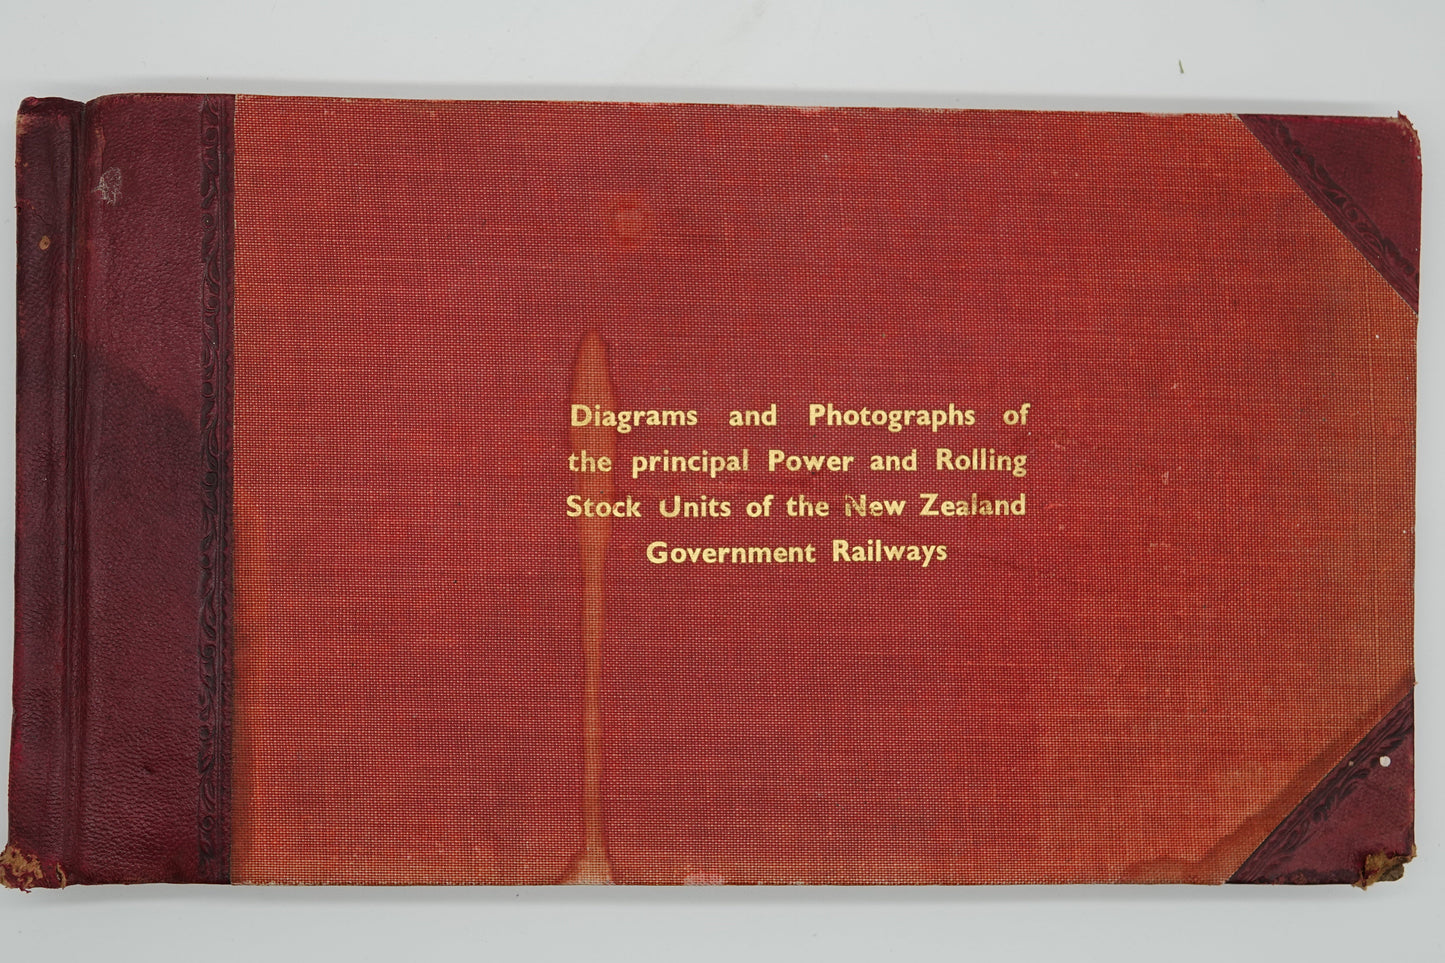 Diagrams and Photographs of
the principal Power and Rolling
Stock Units of the New Zealand
Government Railways